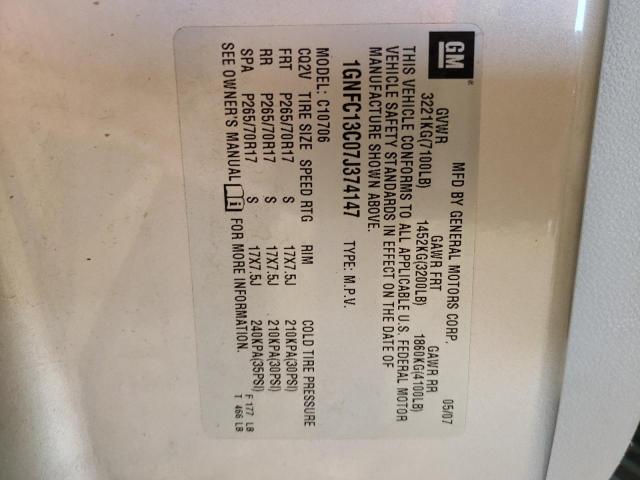 GM
MFD BY GENERAL MOTORS CORP. 05/07
GVWR GAWR FRT GAWR RR
3221KG(7100LB) 1452KG(3200LB) 1860KG(4100LB)
THIS VEHICLE CONFORMS TO ALL APPLICABLE U.S. FEDERAL MOTOR
VEHICLE SAFETY STANDARDS IN EFFECT ON THE DATE OF
MANUFACTURE SHOWN ABOVE.
1GNFC13C07J374147 TYPE: M.P.V.
MODEL: C10706
CQ2V TIRE SIZE SPEED RTG RIM COLD TIRE PRESSURE
FRT P265/70R17 S 17X7.5J 210KPA(30PSI)
RR P265/70R17 S 17X7.5J 210KPA(30PSI)
SPA P265/70R17 S 17X7.5J 240KPA(35PSI)
SEE OWNER'S MANUAL i FOR MORE INFORMATION.
F 177 LB
T 466 LB